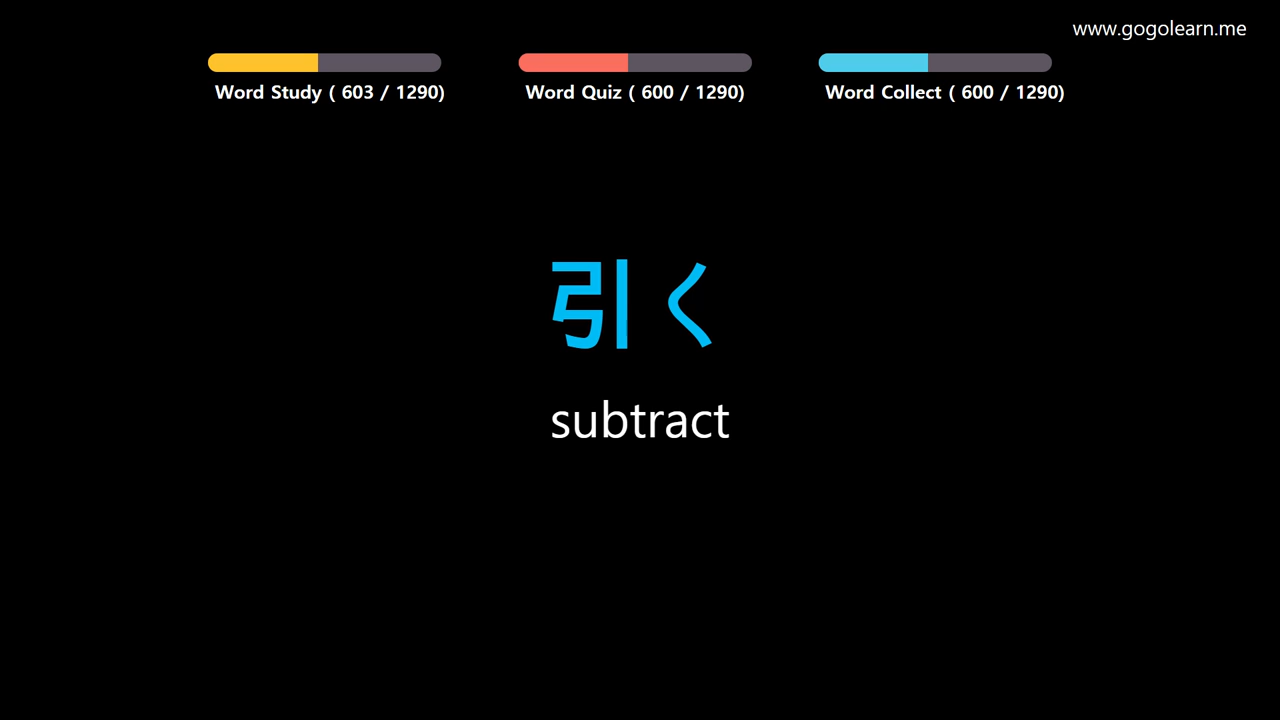 www.gogolearn.me
Word Study ( 603 / 1290)
Word Quiz ( 600 / 1290)
Word Collect ( 600 / 1290)
引く
subtract